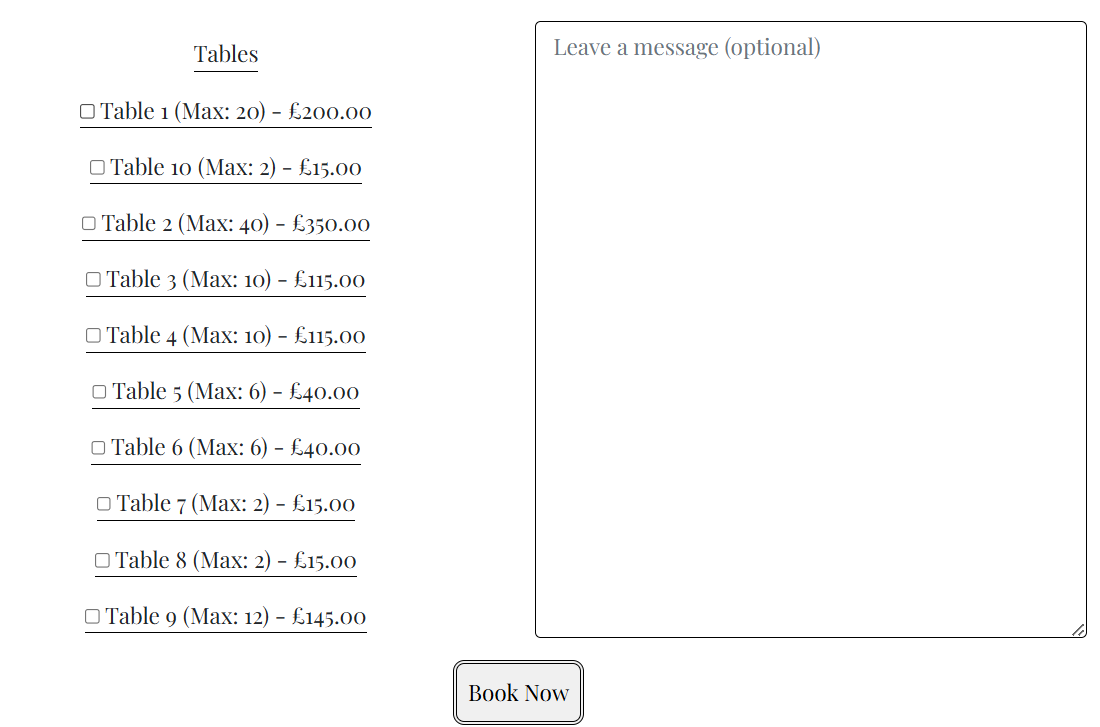 Tables
Table 1 (Max: 20) - £200.00
Table 10 (Max: 2) - £15.00
Table 2 (Max: 40) - £350.00
Table 3 (Max: 10) - £115.00
Table 4 (Max: 10) - £115.00
Table 5 (Max: 6) - £40.00
Table 6 (Max: 6) - £40.00
Table 7 (Max: 2) - £15.00
Table 8 (Max: 2) - £15.00
Table 9 (Max: 12) - £145.00
Leave a message (optional)
Book Now